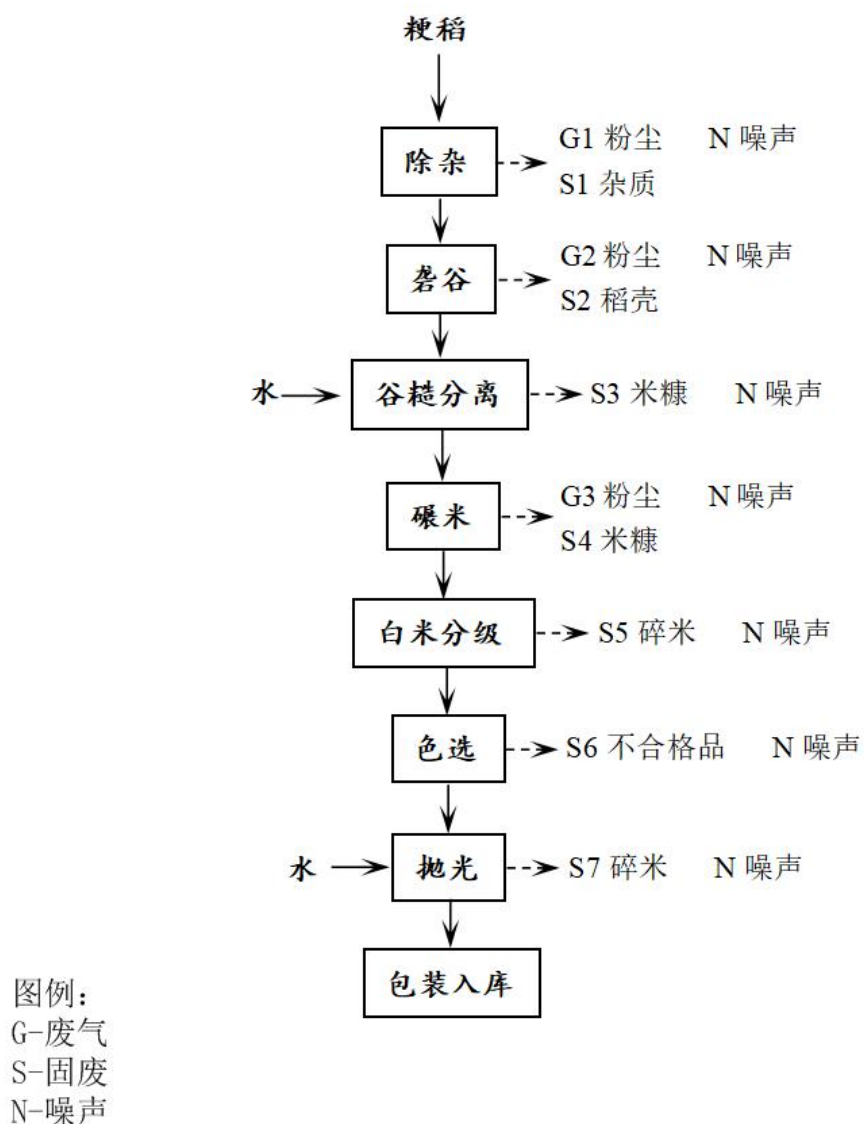 粳稻
除杂
G1 粉尘 N 噪声
S1 杂质
砻谷
G2 粉尘 N 噪声
S2 稻壳
水
谷糙分离
S3 米糠 N 噪声
碾米
G3 粉尘 N 噪声
S4 米糠
白米分级
S5 碎米 N 噪声
色选
S6 不合格品 N 噪声
水
抛光
S7 碎米 N 噪声
包装入库
图例：
G-废气
S-固废
N-噪声